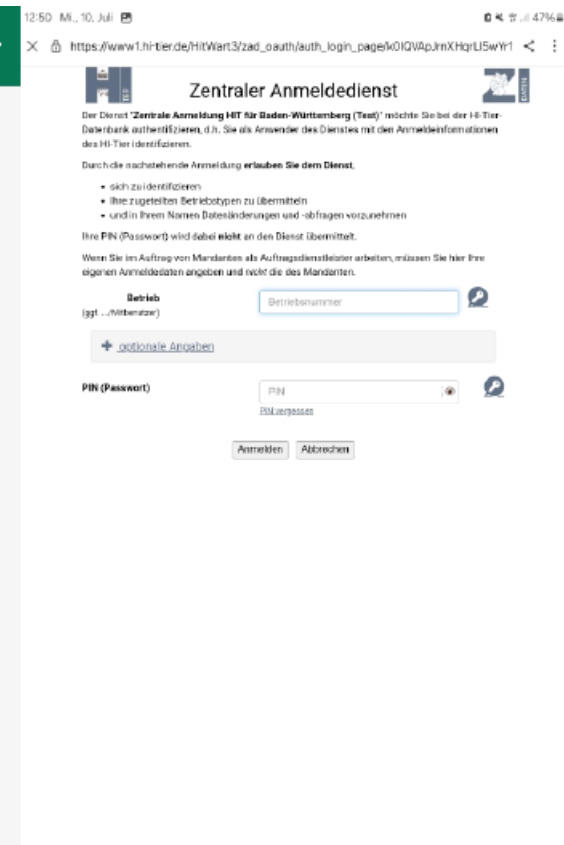 12:50 Mi., 10. Juli
47%
https://www1.hi-tier.de/HitWart3/zad_oauth/auth_login_page/k0IQVApJrnXHqrLI5wYr1
HI
TIER
Zentraler Anmeldedienst
ZI
DATEN
Der Dienst "Zentrale Anmeldung HIT für Baden-Württemberg (Test)" möchte Sie bei der HI-Tier-
Datenbank authentifizieren, d.h. Sie als Anwender des Dienstes mit den Anmeldeinformationen
des HI-Tier identifizieren.
Durch die nachstehende Anmeldung erlauben Sie dem Dienst,
• sich zu identifizieren
• Ihre zugeteilten Betriebstypen zu übermitteln
• und in Ihrem Namen Datenänderungen und -abfragen vorzunehmen
Ihre PIN (Passwort) wird dabei nicht an den Dienst übermittelt.
Wenn Sie im Auftrag von Mandanten als Auftragsdienstleister arbeiten, müssen Sie hier Ihre
eigenen Anmeldedaten angeben und nicht die des Mandanten.
Betrieb
Betriebsnummer
(ggf. .../Mitbenutzer)
+ optionale Angaben
PIN (Passwort)
PIN
PIN vergessen
Anmelden Abbrechen